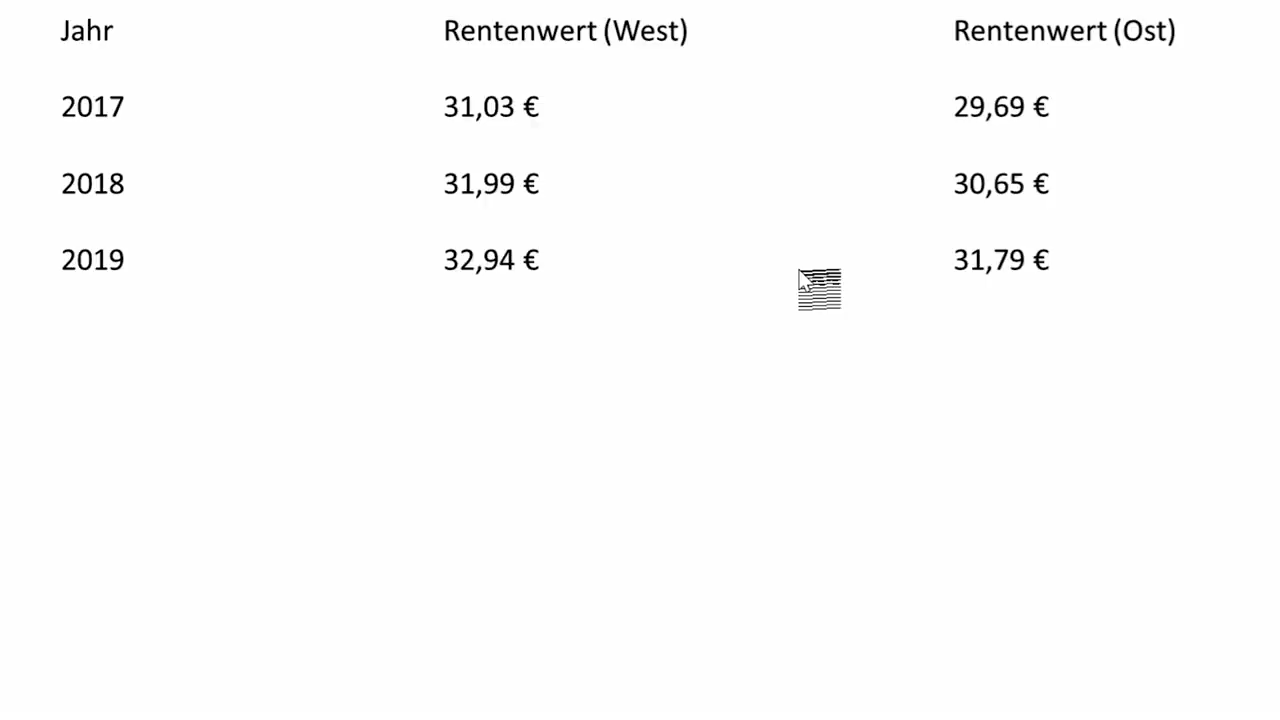 Jahr Rentenwert (West) Rentenwert (Ost)
2017 31,03 € 29,69 €
2018 31,99 € 30,65 €
2019 32,94 € 31,79 €